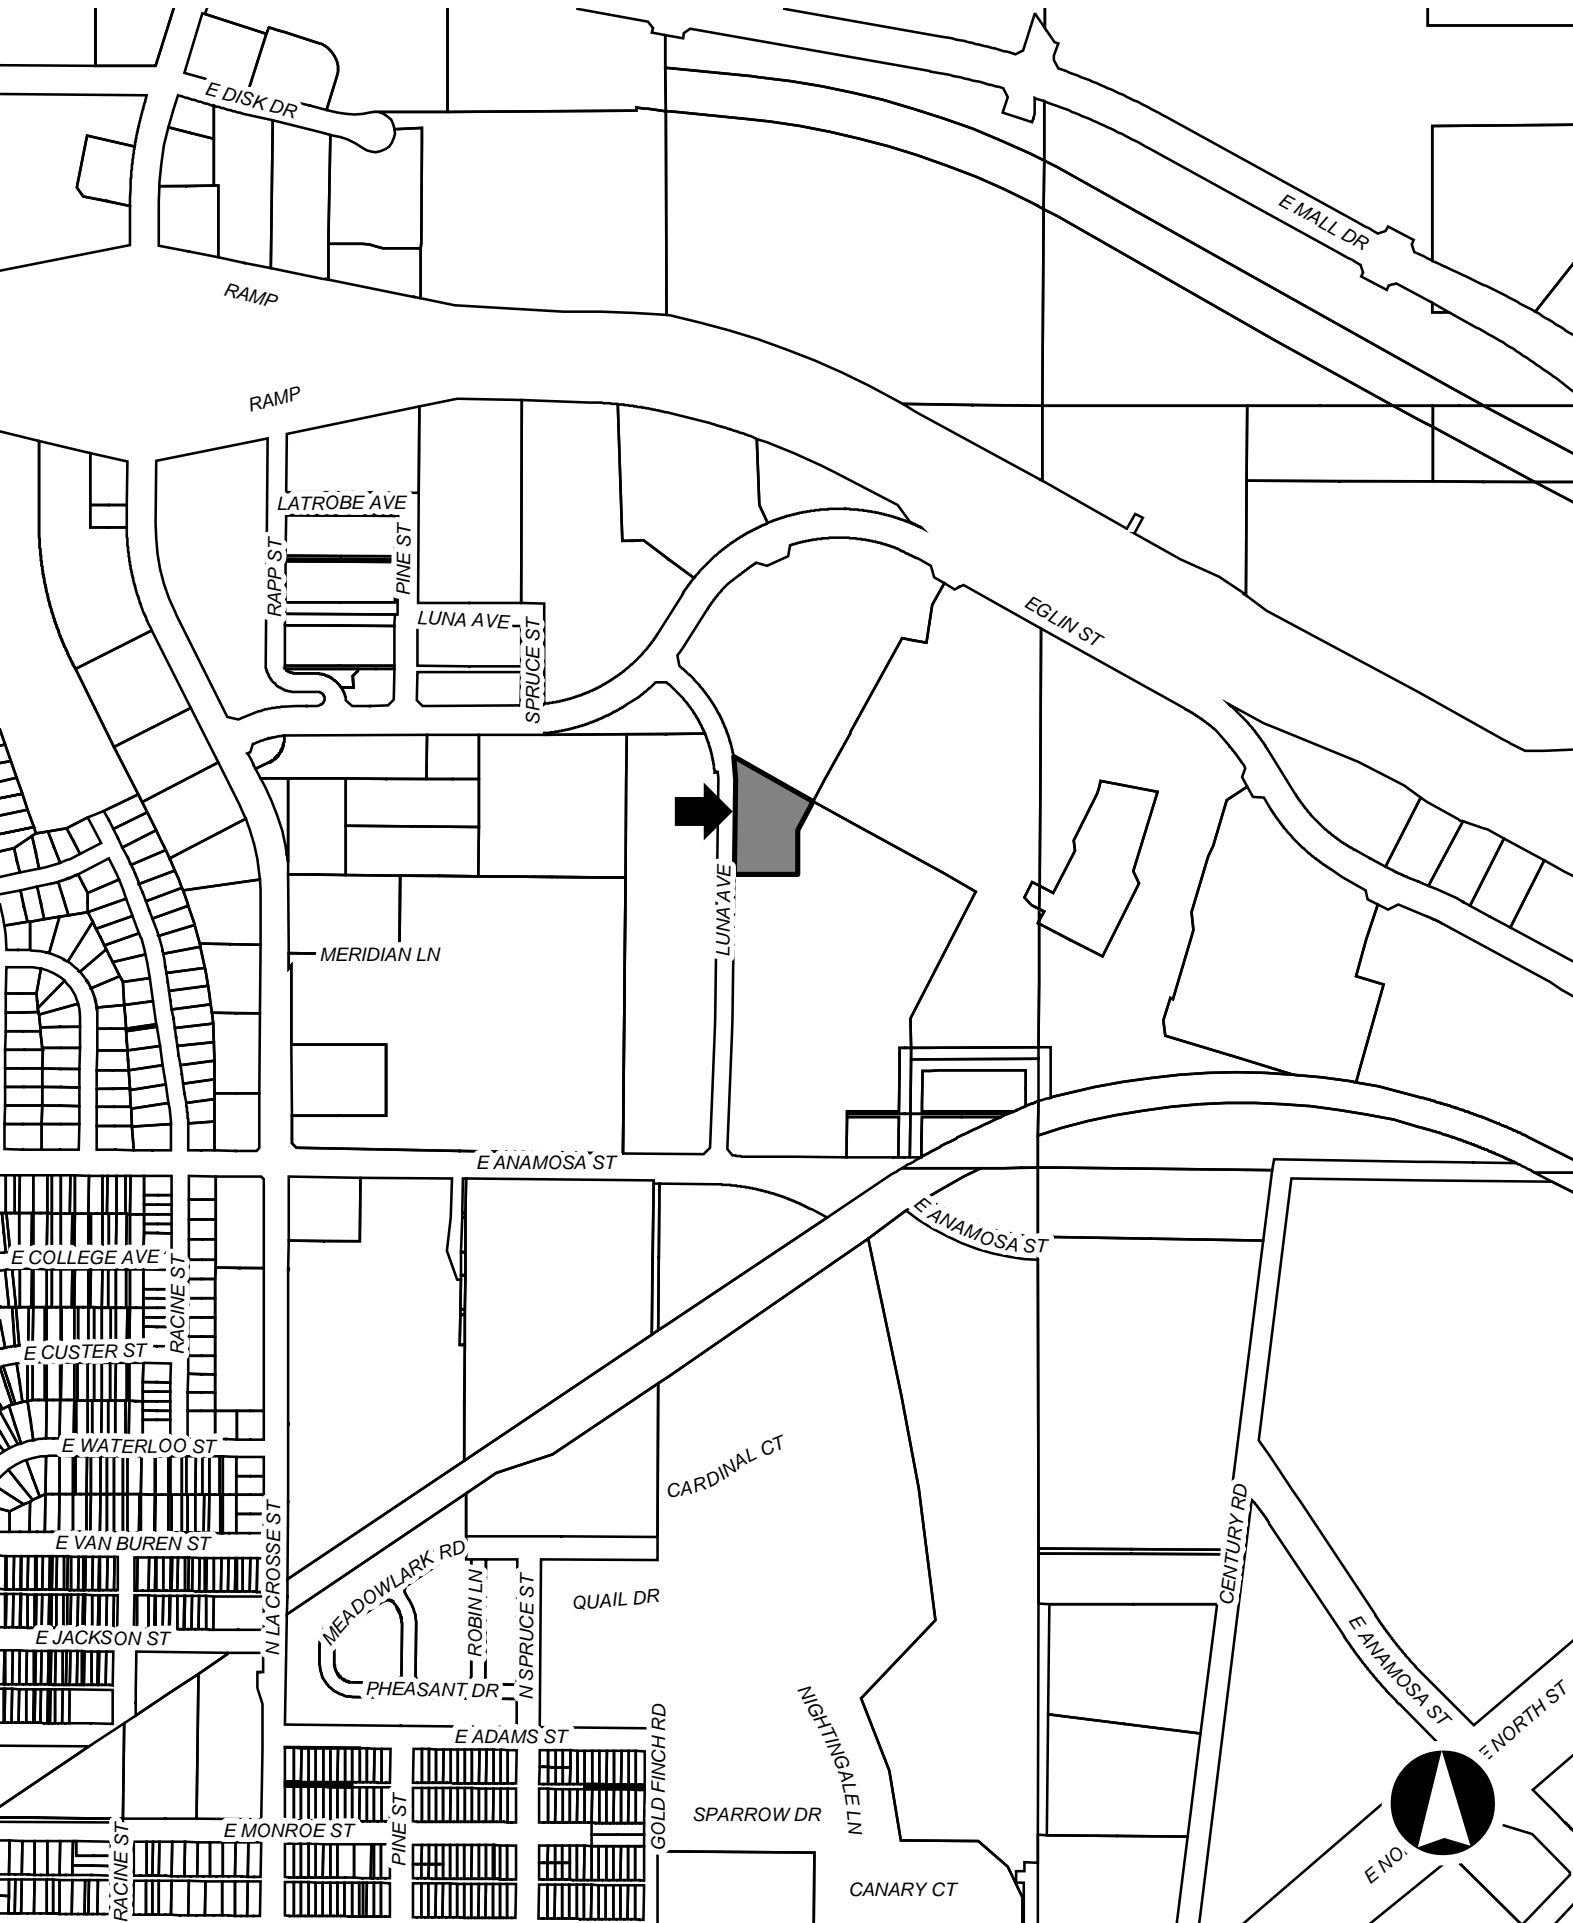 E DISK DR
E MALL DR
RAMP
RAMP
LATROBE AVE
PINE ST
RAPP ST
LUNA AVE
SPRUCE ST
EGLIN ST
LUNA AVE
MERIDIAN LN
E ANAMOSA ST
E ANAMOSA ST
E COLLEGE AVE
RACINE ST
E CUSTER ST
E WATERLOO ST
CARDINAL CT
N LA CROSSE ST
CENTURY RD
E VAN BUREN ST
MEADOWLARK RD
ROBIN LN
N SPRUCE ST
QUAIL DR
E JACKSON ST
E ANAMOSA ST
PHEASANT DR
E NORTH ST
NIGHTINGALE LN
GOLD FINCH RD
E ADAMS ST
SPARROW DR
E MONROE ST
PINE ST
RACINE ST
E NO
CANARY CT